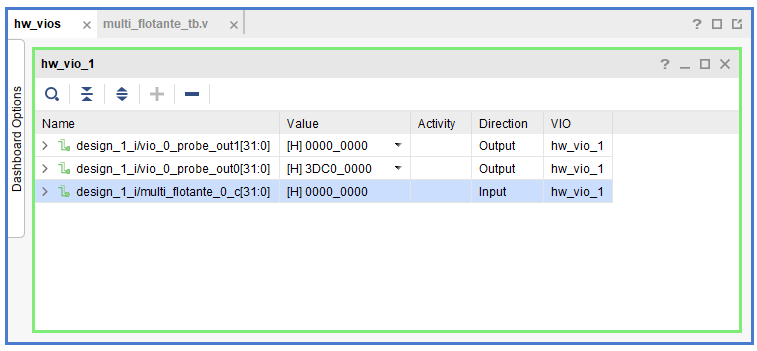 hw_vios × multi_flotante_tb.v × ?
Dashboard Options
hw_vio_1 ?
Name Value Activity Direction VIO
design_1_i/vio_0_probe_out1[31:0] [H] 0000_0000 Output hw_vio_1
design_1_i/vio_0_probe_out0[31:0] [H] 3DC0_0000 Output hw_vio_1
design_1_i/multi_flotante_0_c[31:0] [H] 0000_0000 Input hw_vio_1